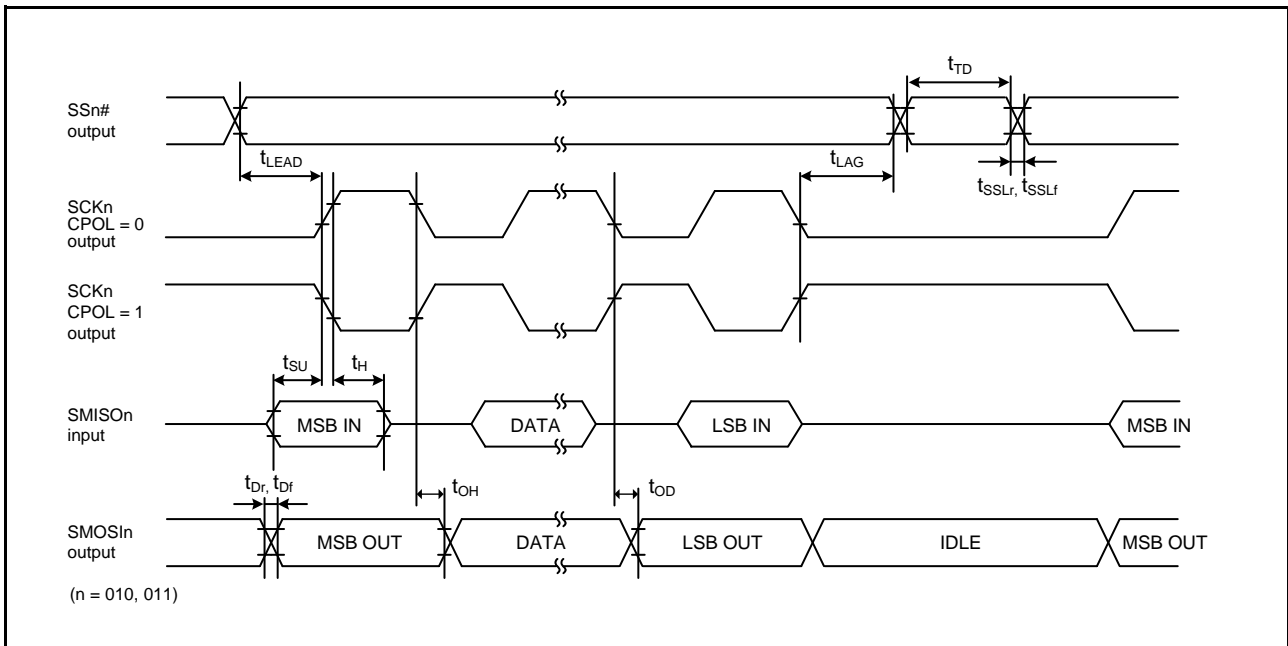 tTD
SSn#
output
tLEAD
tLAG
tSSLr, tSSLf
SCKn
CPOL = 0
output
SCKn
CPOL = 1
output
tSU
tH
SMISOn
input
MSB IN
DATA
LSB IN
MSB IN
tDr, tDf
tOH
tOD
SMOSIn
output
MSB OUT
DATA
LSB OUT
IDLE
MSB OUT
(n = 010, 011)